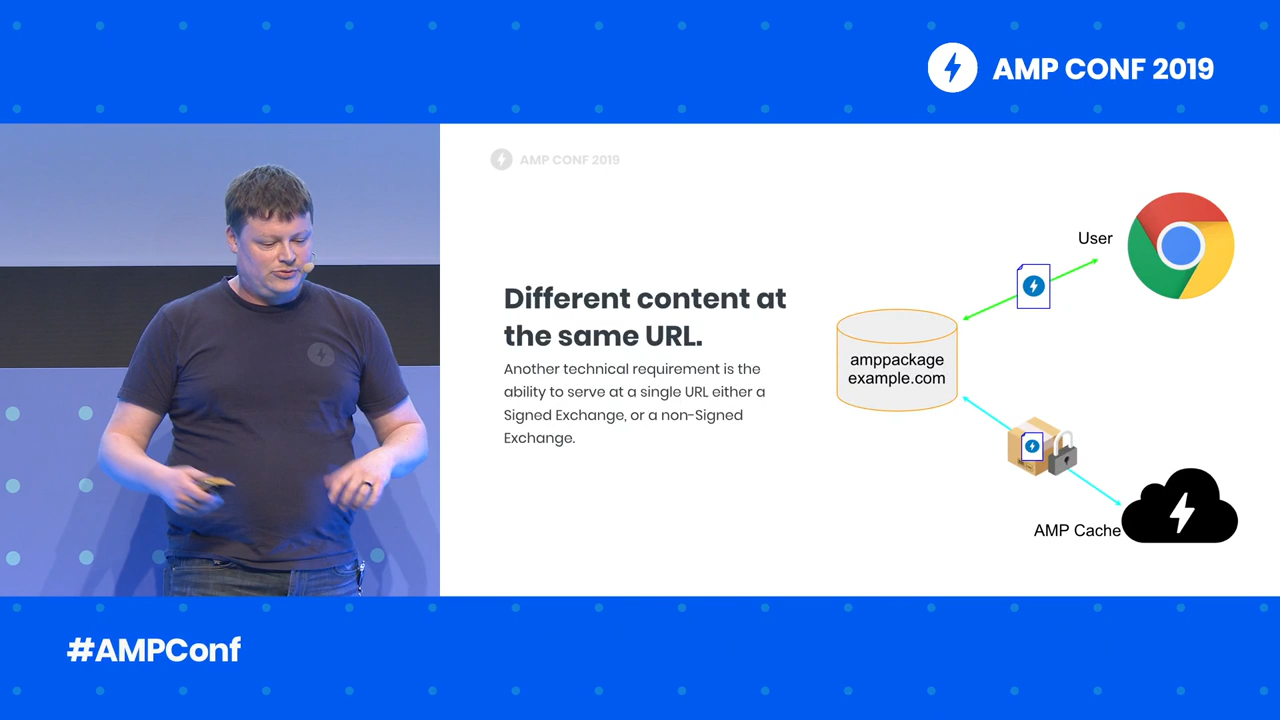 AMP CONF 2019
AMP CONF 2019
Different content at
the same URL.
Another technical requirement is the
ability to serve at a single URL either a
Signed Exchange, or a non-Signed
Exchange.
User
amppackage
example.com
AMP Cache
#AMPConf